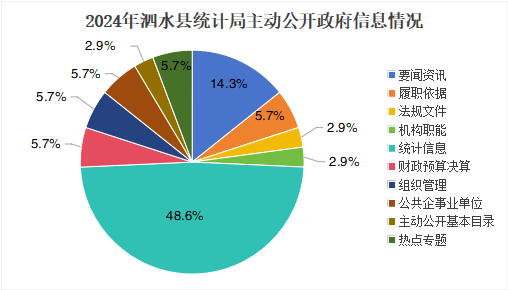 2024年泗水县统计局主动公开政府信息情况
14.3%
5.7%
2.9%
2.9%
48.6%
5.7%
5.7%
5.7%
2.9%
5.7%
要闻资讯
履职依据
法规文件
机构职能
统计信息
财政预算决算
组织管理
公共企事业单位
主动公开基本目录
热点专题